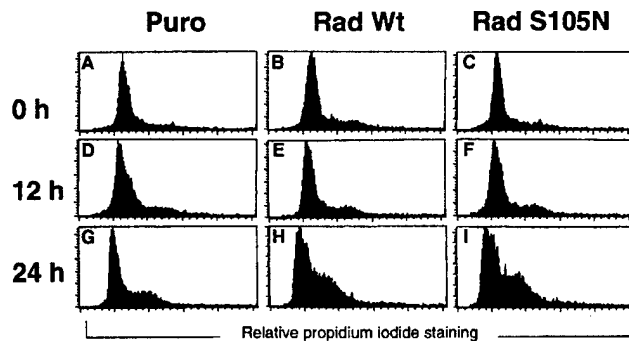 Puro Rad Wt Rad S105N
0 h A B C
12 h D E F
24 h G H I
Relative propidium iodide staining